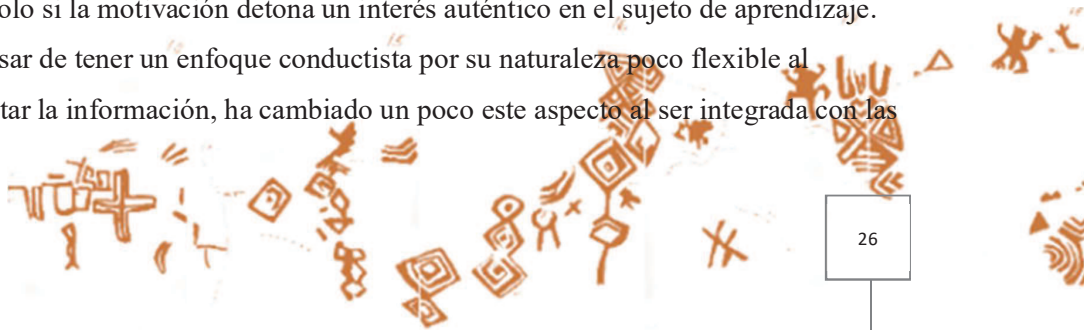 olo si la motivación detona un interés auténtico en el sujeto de aprendizaje.
sar de tener un enfoque conductista por su naturaleza poco flexible al
tar la información, ha cambiado un poco este aspecto al ser integrada con las
26